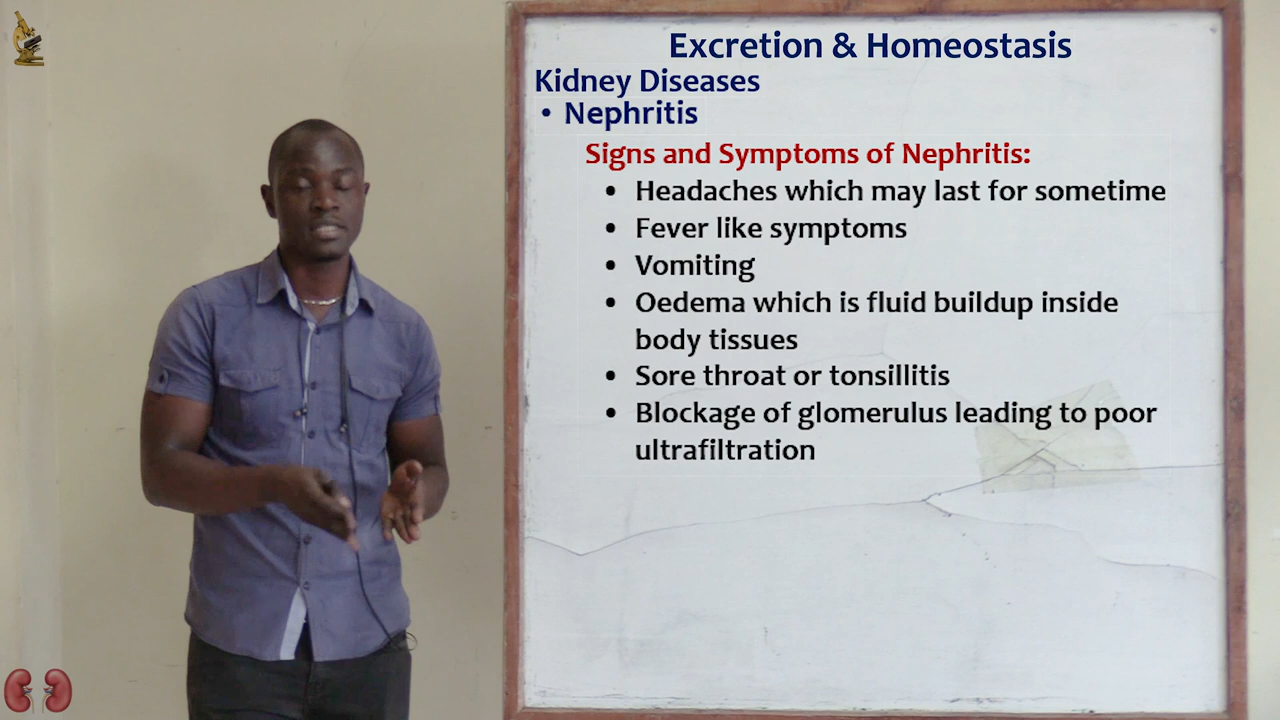 Excretion & Homeostasis
Kidney Diseases
• Nephritis
Signs and Symptoms of Nephritis:
• Headaches which may last for sometime
• Fever like symptoms
• Vomiting
• Oedema which is fluid buildup inside
body tissues
• Sore throat or tonsillitis
• Blockage of glomerulus leading to poor
ultrafiltration